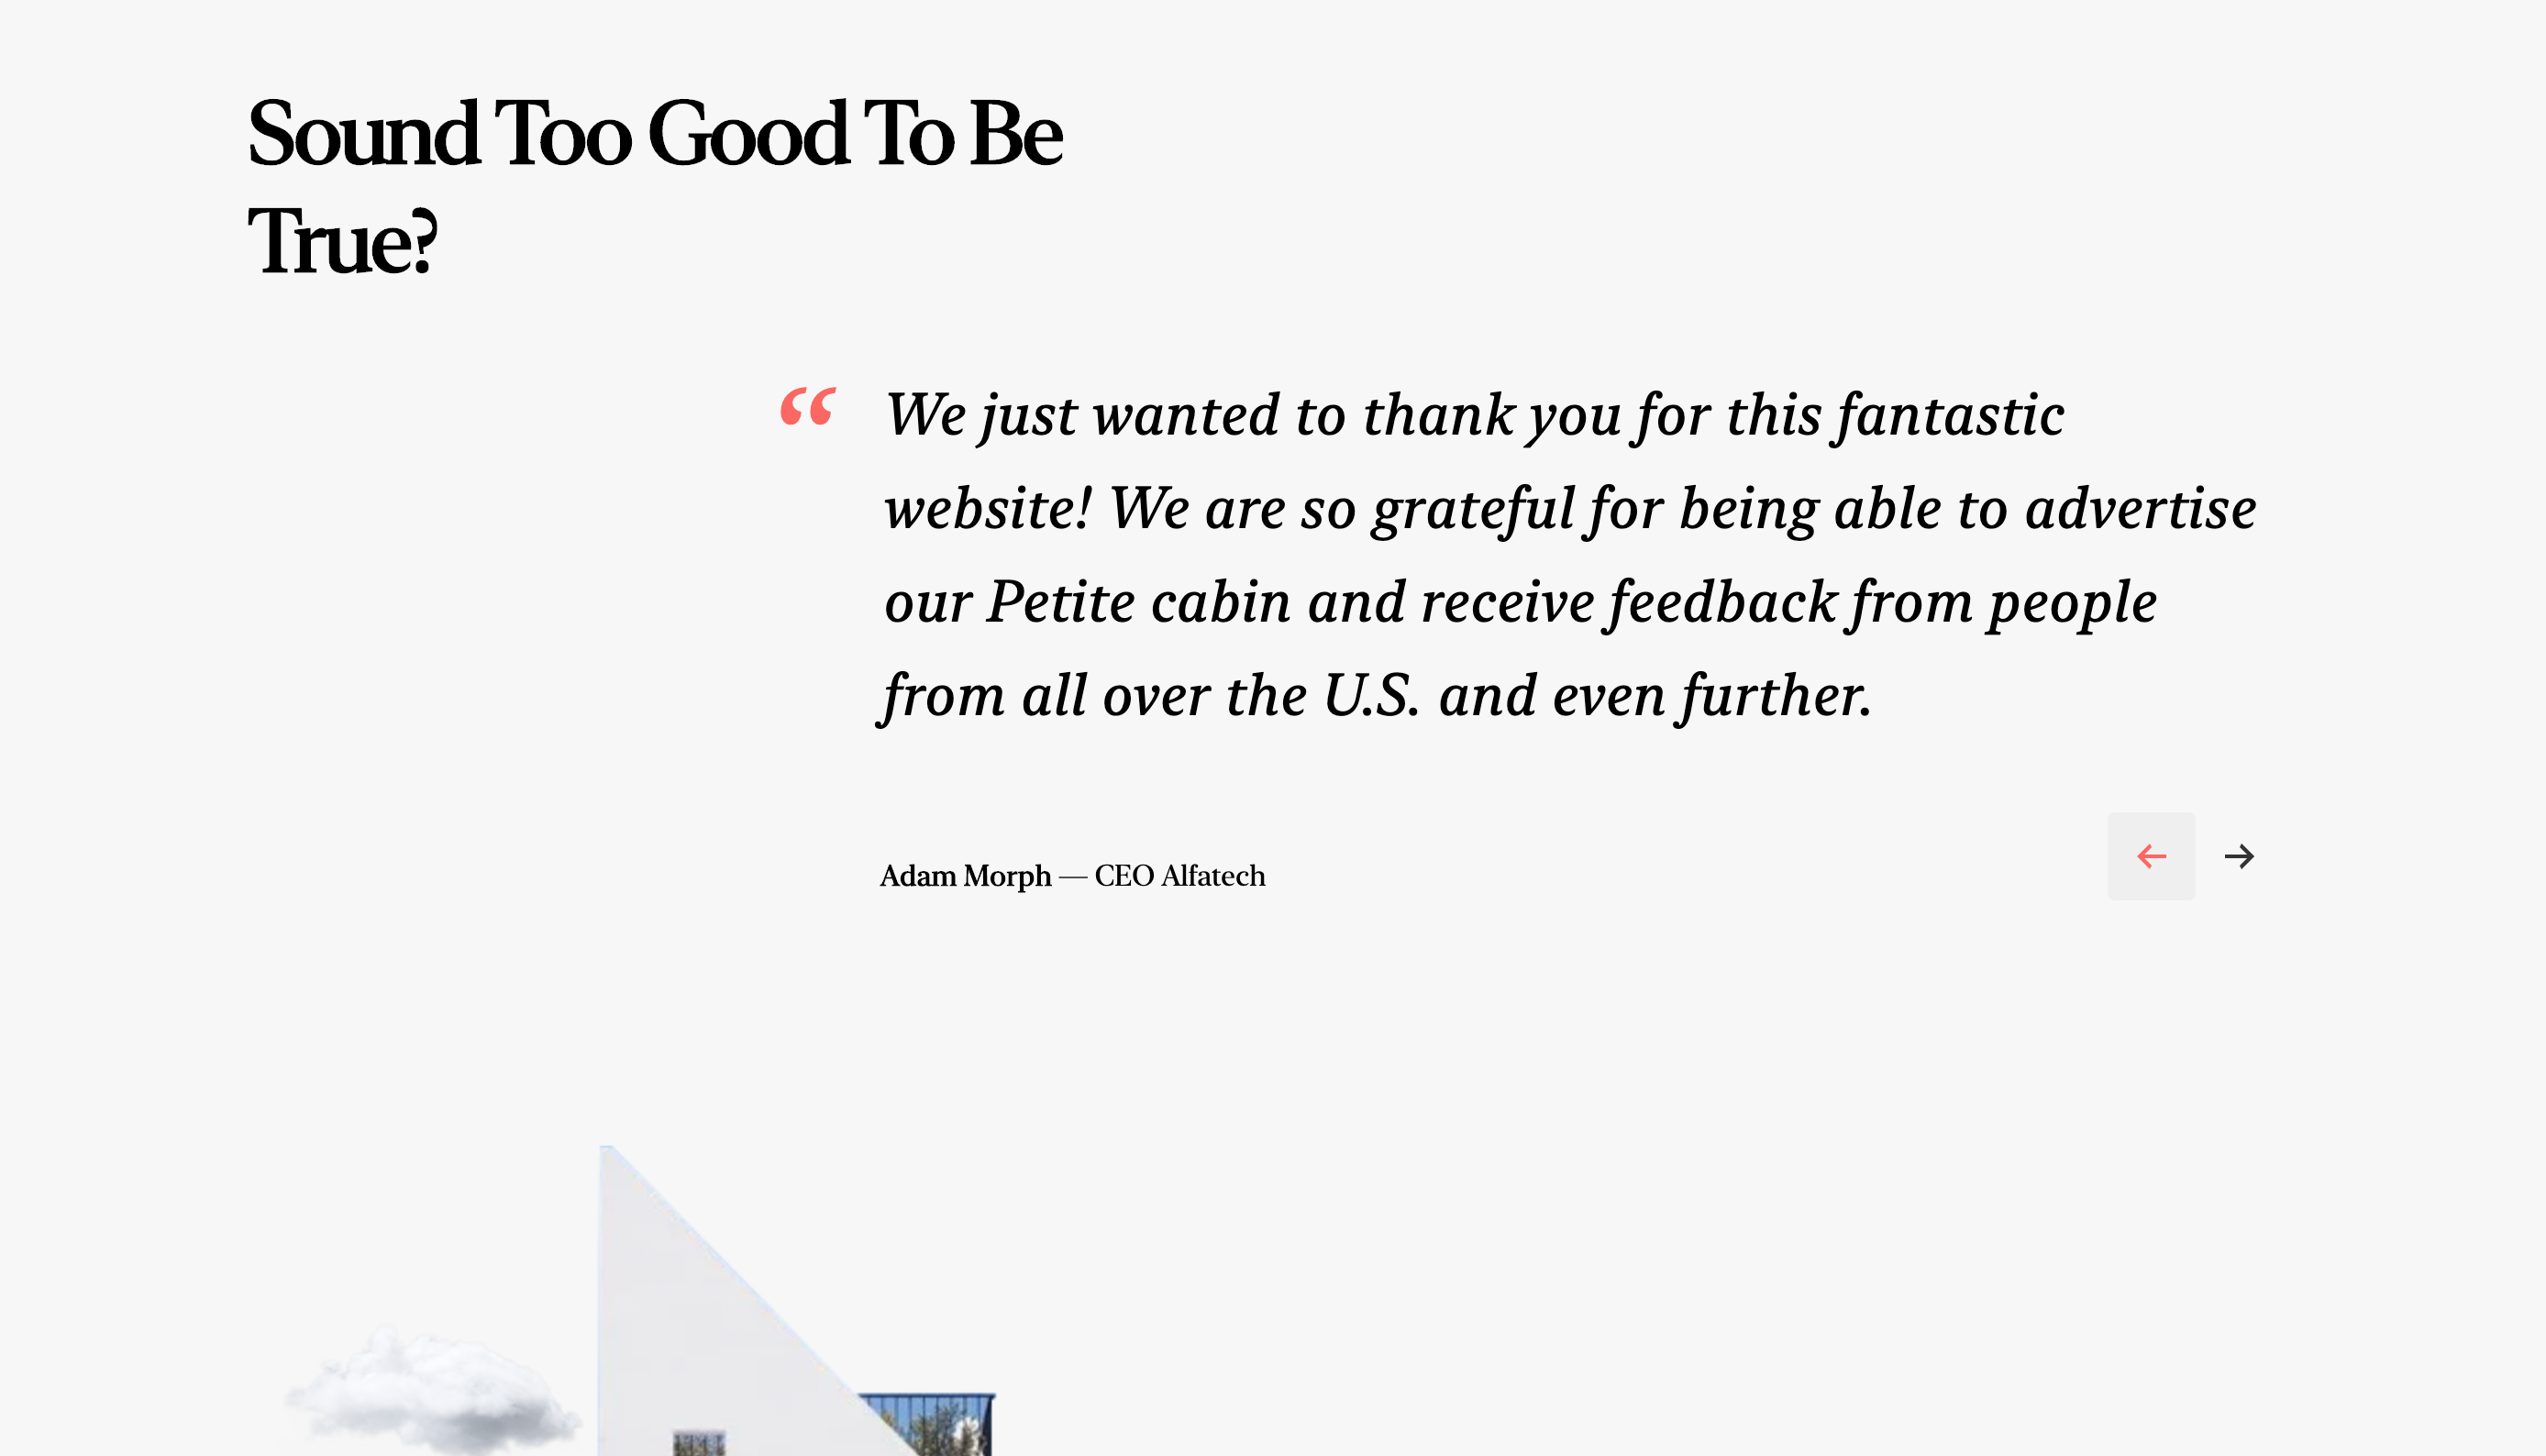 Sound Too Good To Be
True?
“ We just wanted to thank you for this fantastic
website! We are so grateful for being able to advertise
our Petite cabin and receive feedback from people
from all over the U.S. and even further.
Adam Morph — CEO Alfatech